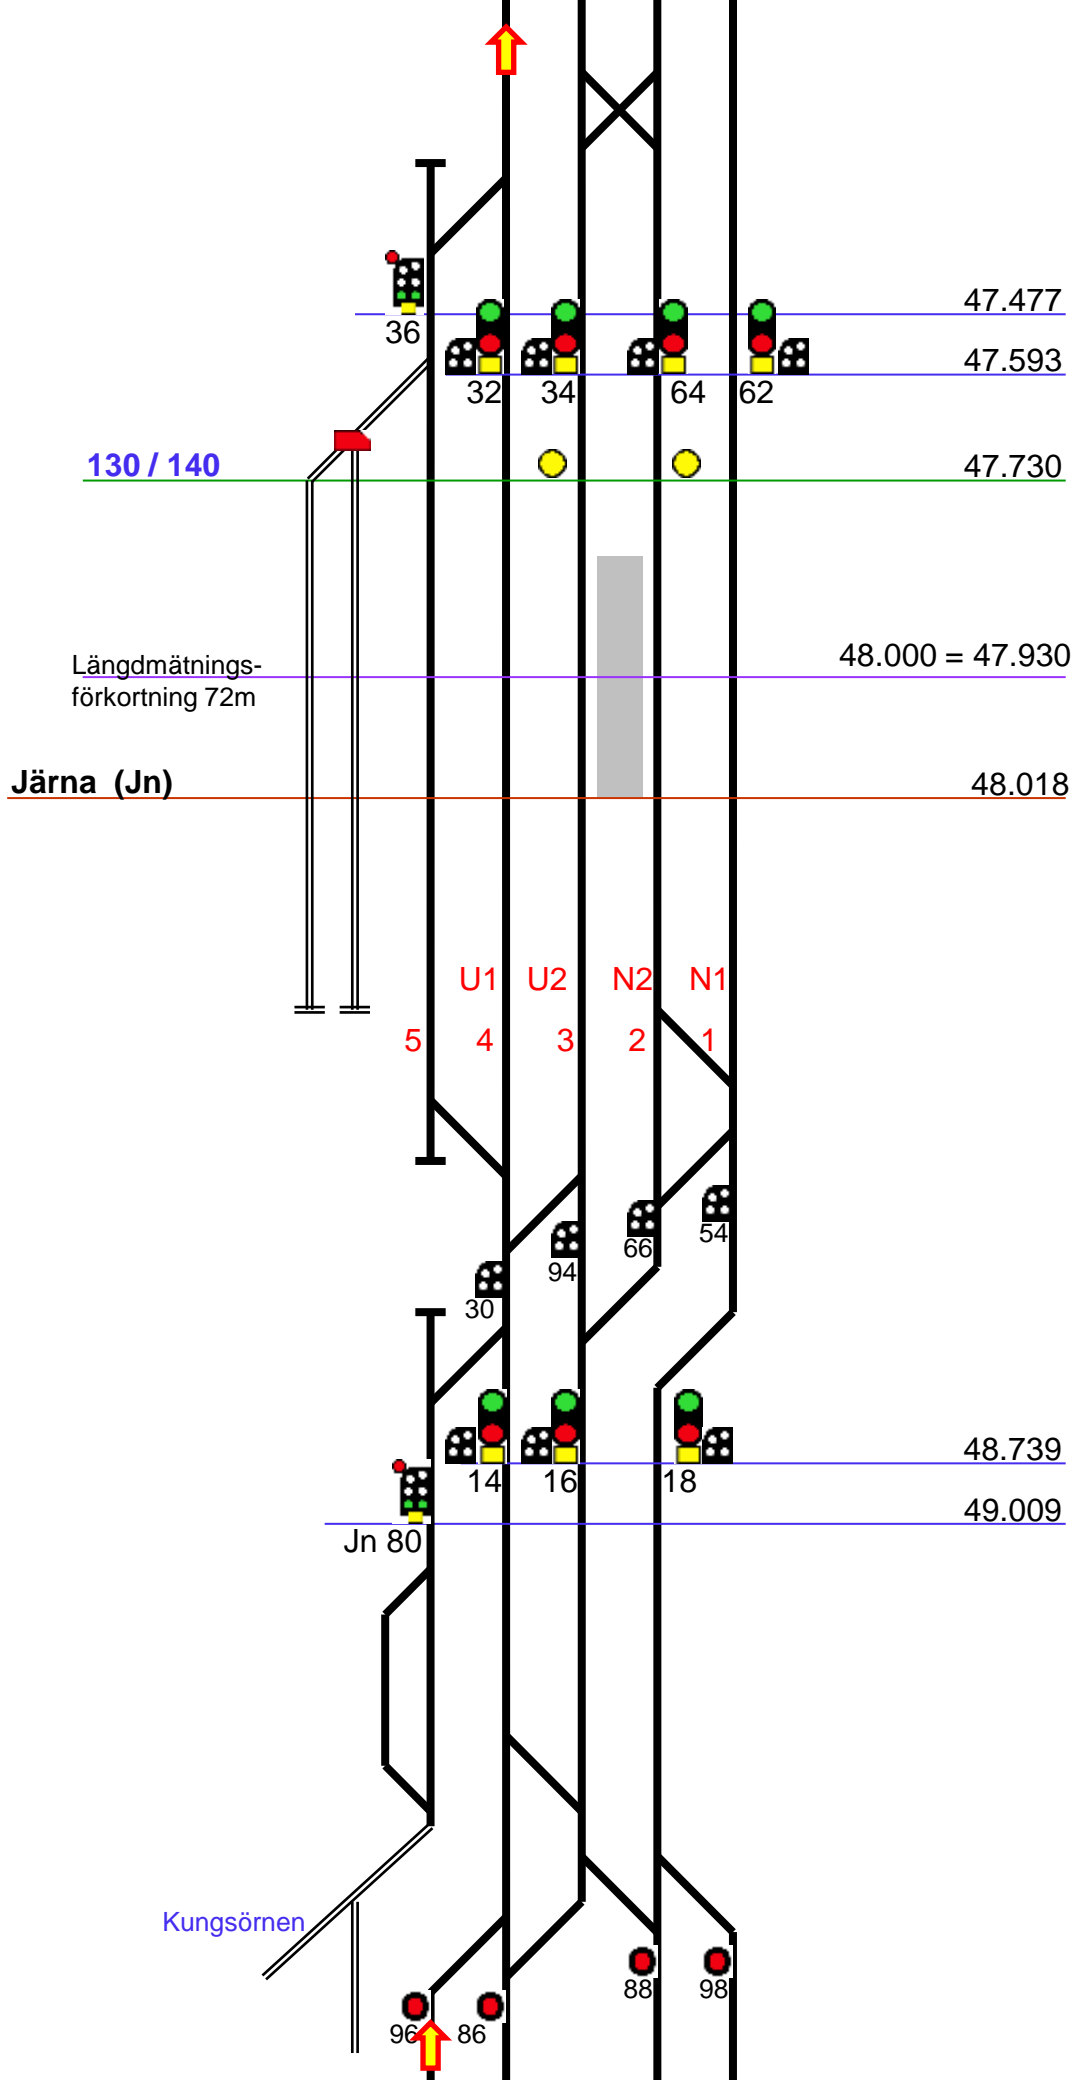 47.477
36
47.593
32 34 64 62
130 / 140
47.730
Längdmätnings-
förkortning 72m
48.000 = 47.930
Järna (Jn)
48.018
U1 U2 N2 N1
5 4 3 2 1
54
66
94
30
48.739
14 16 18
49.009
Jn 80
Kungsörnen
88 98
96 86